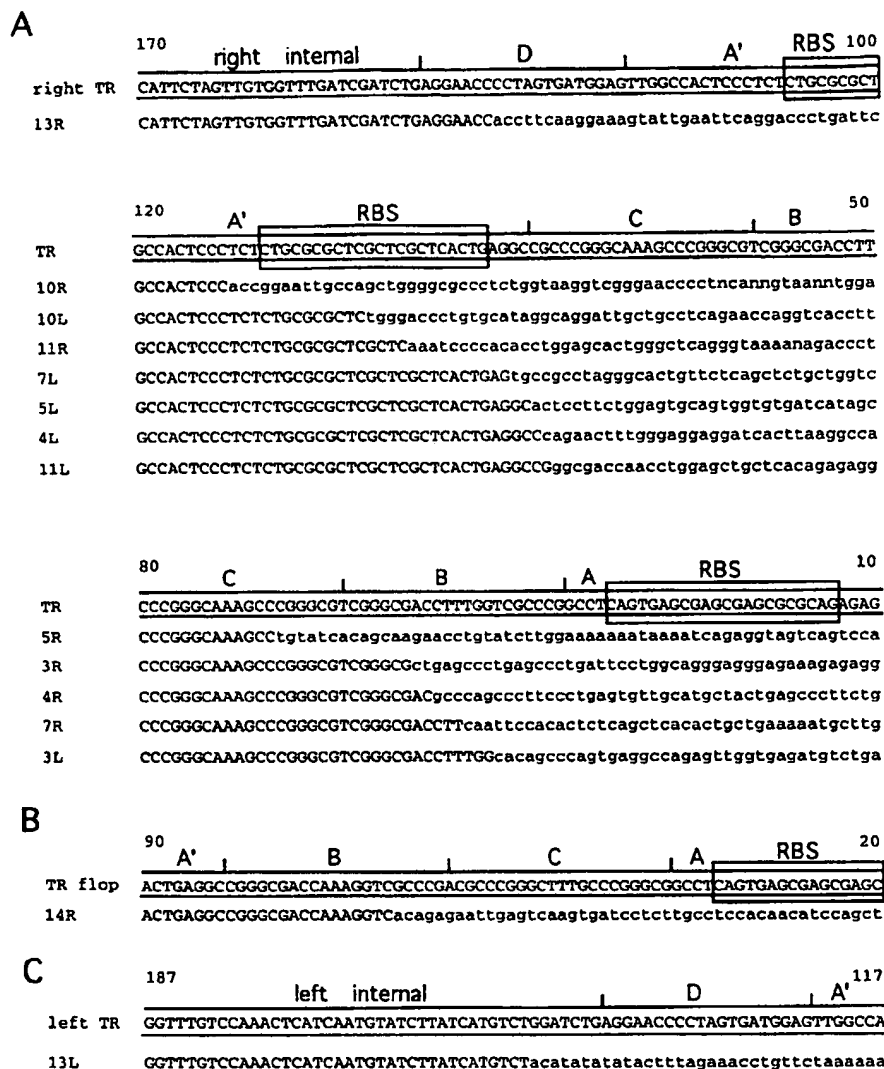 A
170 right internal D A' RBS 100
right TR CATTCTAGTTGTGGTTTGATCGATCTGAGGAACCCCTAGTGATGGAGTTGGCCACTCCCTCTCTGCGCGCT
13R CATTCTAGTTGTGGTTTGATCGATCTGAGGAACCaccttcaaggaaagtattgaattcaggaccctgattc
120 A' RBS C B 50
TR GCCACTCCCTCTCTGCGCGCTCGCTCGCTCACTGAGGCCGCCCGGGCAAAGCCCGGGCGTCGGGCGACCTT
10R GCCACTCCCaccggaattgccagctggggcgccctctggtaaggtcgggaacccctncanngtaanntgga
10L GCCACTCCCTCTCTGCGCGCTCtgggaccctgtgcataggcaggattgctgcctcagaaccaggtcacctt
11R GCCACTCCCTCTCTGCGCGCTCGCTCaaatccccacacctggagcactgggctcagggtaaaanagaccct
7L GCCACTCCCTCTCTGCGCGCTCGCTCGCTCACTGAGtgccgcctagggcactgttctcagctctgctggtc
5L GCCACTCCCTCTCTGCGCGCTCGCTCGCTCACTGAGGCActccttctggagtgcagtggtgtgatcatagc
4L GCCACTCCCTCTCTGCGCGCTCGCTCGCTCACTGAGGCCcagaactttgggaggaggatcacttaaggcca
11L GCCACTCCCTCTCTGCGCGCTCGCTCGCTCACTGAGGCCGggcgaccaacctggagctgctcacagagagg
80 C B A RBS 10
TR CCCGGGCAAAGCCCGGGCGTCGGGCGACCTTTGGTCGCCCGGCCTCAGTGAGCGAGCGAGCGCGCAGAGAG
5R CCCGGGCAAAGCCtgtatcacagcaagaacctgtatcttggaaaaaaataaaatcagaggtagtcagtcca
3R CCCGGGCAAAGCCCGGGCGTCGGGCGctgagccctgagccctgattcctggcagggagggagaaagagagg
4R CCCGGGCAAAGCCCGGGCGTCGGGCGACgcccagcccttccctgagtgttgcatgctactgagcccttctg
7R CCCGGGCAAAGCCCGGGCGTCGGGCGACCTTcaattccacactctcagctcacactgctgaaaaatgcttg
3L CCCGGGCAAAGCCCGGGCGTCGGGCGACCTTTGGcacagcccagtgaggccagagttggtgagatgtctga
B
90 A' B C A RBS 20
TR flop ACTGAGGCCGGGCGACCAAAGGTCGCCCGACGCCCGGGCTTTGCCCGGGCGGCCTCAGTGAGCGAGCGAGC
14R ACTGAGGCCGGGCGACCAAAGGTCacagagaattgagtcaagtgatcctcttgcctccacaacatccagct
C
187 left internal D A' 117
left TR GGTTTGTCCAAACTCATCAATGTATCTTATCATGTCTGGATCTGAGGAACCCCTAGTGATGGAGTTGGCCA
13L GGTTTGTCCAAACTCATCAATGTATCTTATCATGTCTacatatatatactttagaaacctgttctaaaaaa